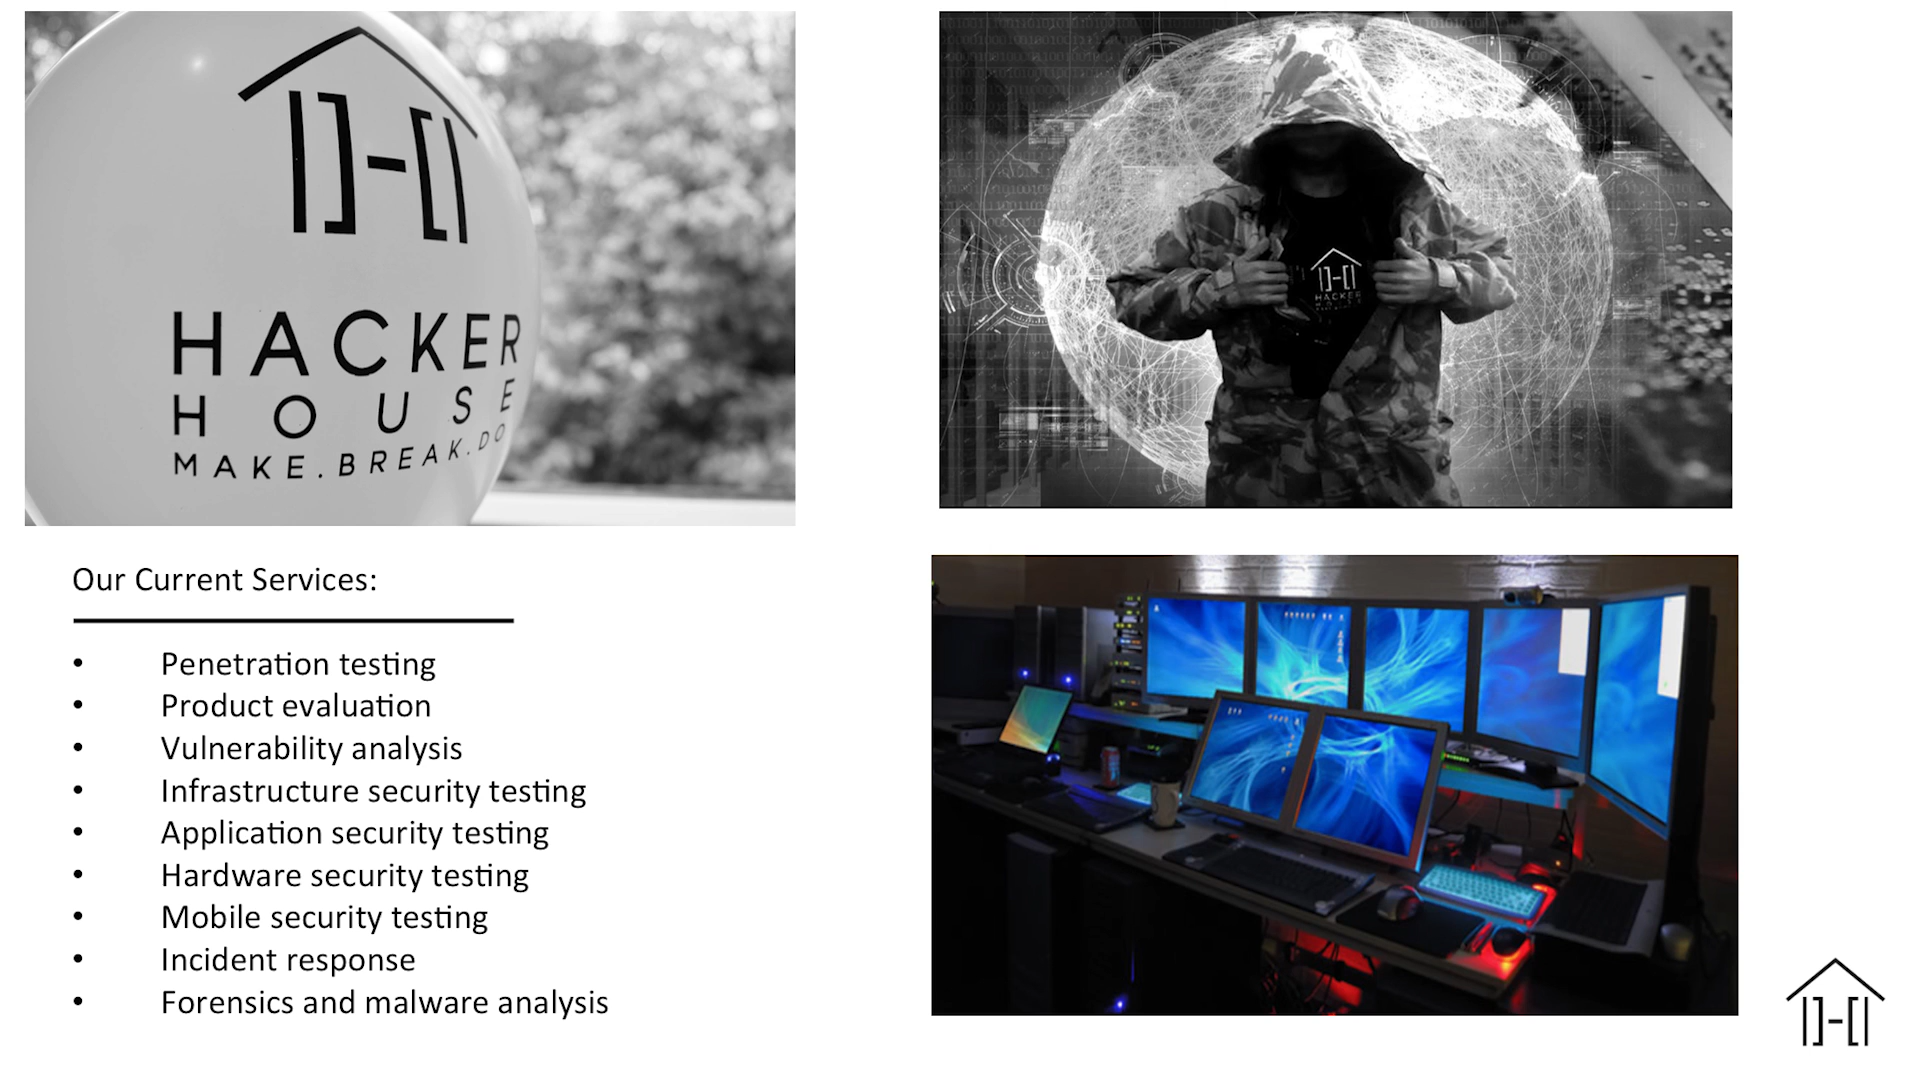 HACKER
HOUSE
MAKE.BREAK.DO
HACKER
Our Current Services:
• Penetration testing
• Product evaluation
• Vulnerability analysis
• Infrastructure security testing
• Application security testing
• Hardware security testing
• Mobile security testing
• Incident response
• Forensics and malware analysis